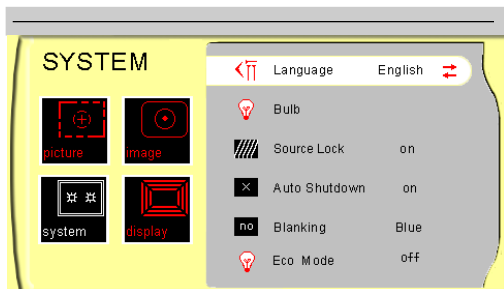 SYSTEM
picture
image
system
display
Language English
Bulb
Source Lock on
Auto Shutdown on
no Blanking Blue
Eco Mode off